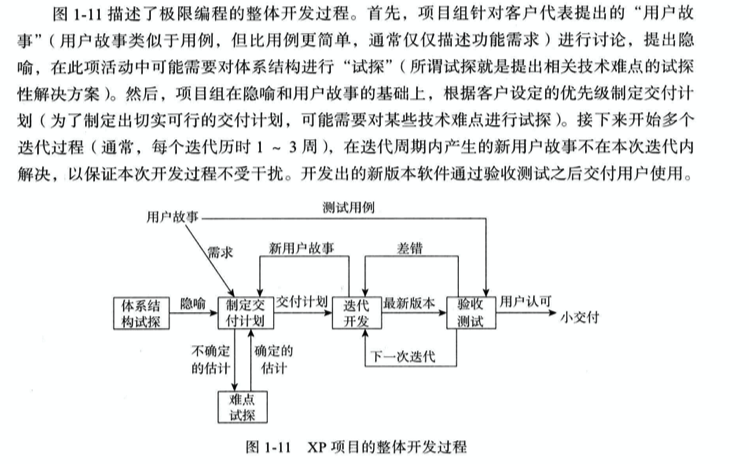 图 1-11 描述了极限编程的整体开发过程。首先，项目组针对客户代表提出的“用户故
事”（用户故事类似于用例，但比用例更简单，通常仅仅描述功能需求）进行讨论，提出隐
喻，在此项活动中可能需要对体系结构进行“试探”（所谓试探就是提出相关技术难点的试探
性解决方案）。然后，项目组在隐喻和用户故事的基础上，根据客户设定的优先级制定交付计
划（为了制定出切实可行的交付计划，可能需要对某些技术难点进行试探）。接下来开始多个
迭代过程（通常，每个迭代历时 1 ~ 3 周），在迭代周期内产生的新用户故事不在本次迭代内
解决，以保证本次开发过程不受干扰。开发出的新版本软件通过验收测试之后交付用户使用。
测试用例
用户故事
需求
新用户故事
差错
体系结
构试探
隐喻
制定交
付计划
交付计划
迭代
开发
最新版本
验收
测试
用户认可
小交付
不确定
的估计
确定的
估计
下一次迭代
难点
试探
图 1-11 XP 项目的整体开发过程